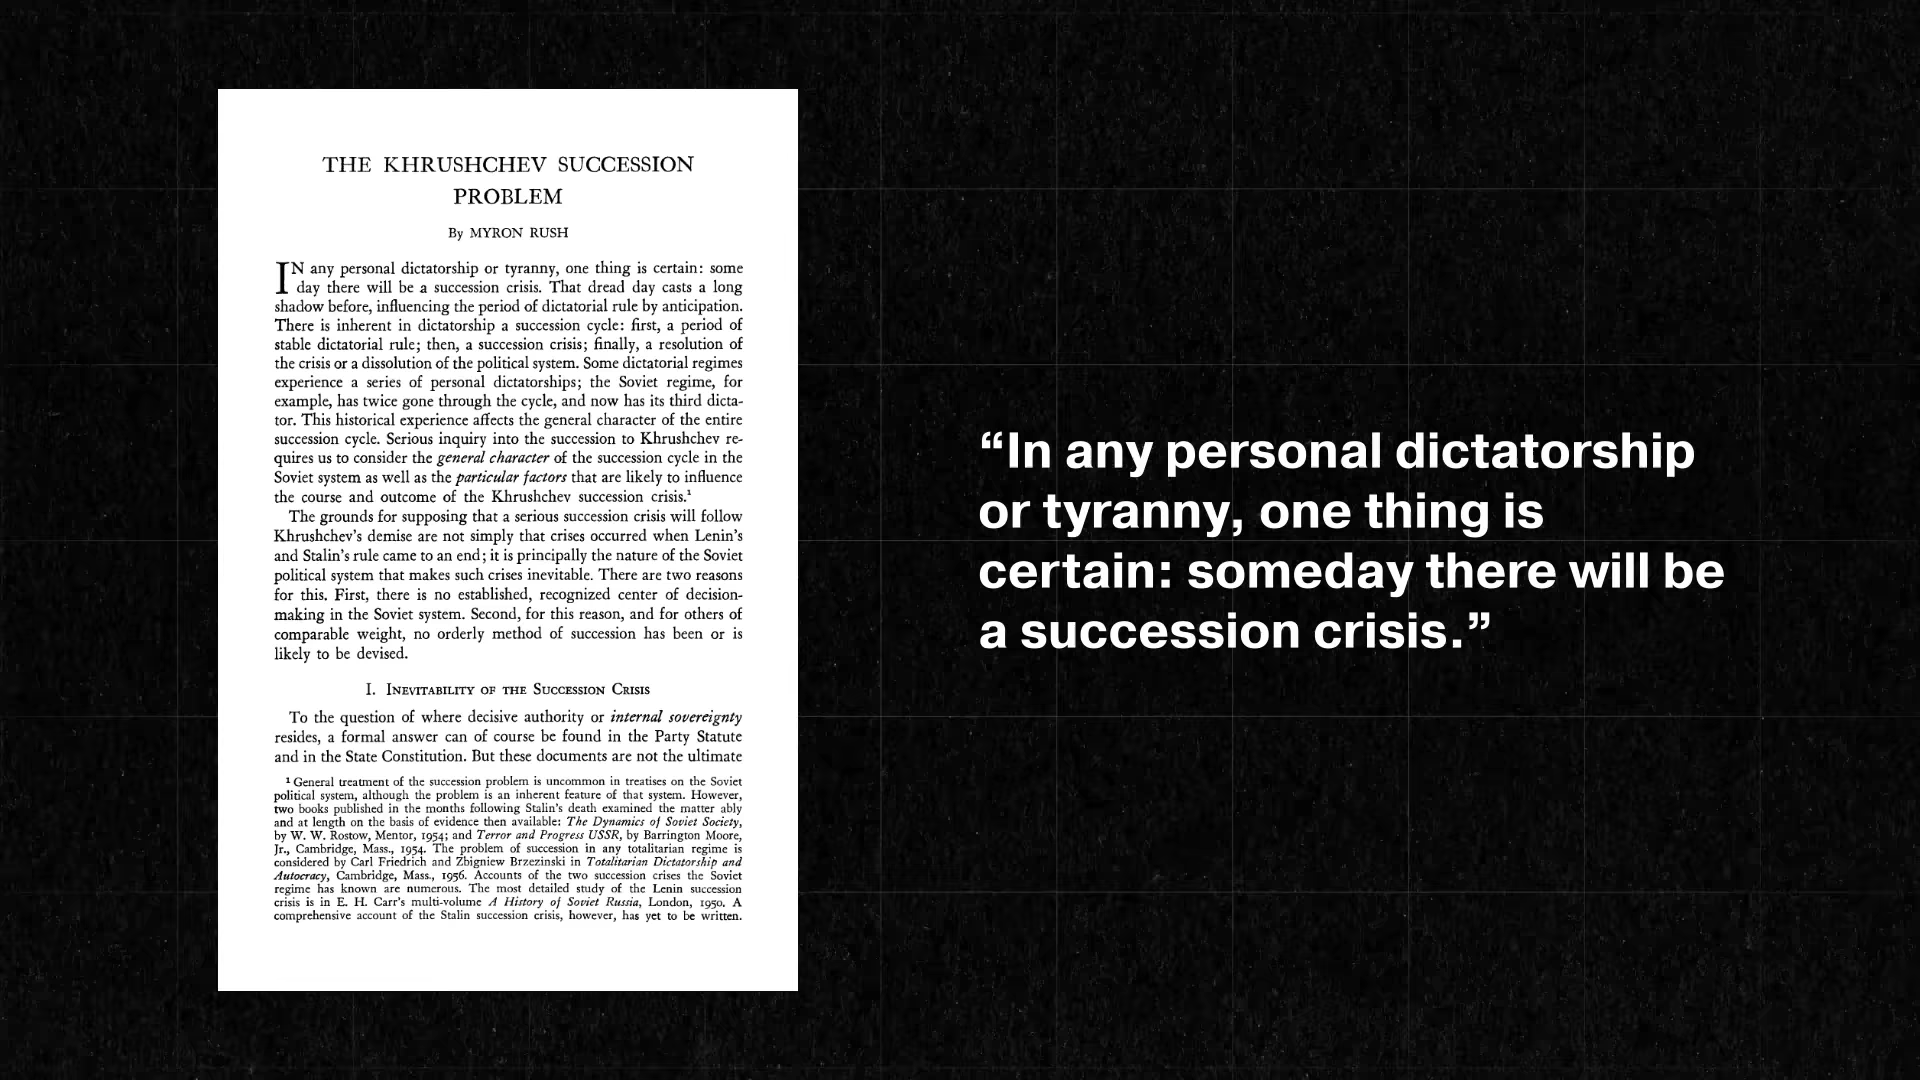 THE KHRUSHCHEV SUCCESSION
PROBLEM
By MYRON RUSH
IN any personal dictatorship or tyranny, one thing is certain: some
day there will be a succession crisis. That dread day casts a long
shadow before, influencing the period of dictatorial rule by anticipation.
There is inherent in dictatorship a succession cycle: first, a period of
stable dictatorial rule; then, a succession crisis; finally, a resolution of
the crisis or a dissolution of the political system. Some dictatorial regimes
experience a series of personal dictatorships; the Soviet regime, for
example, has twice gone through the cycle, and now has its third dicta-
tor. This historical experience affects the general character of the entire
succession cycle. Serious inquiry into the succession to Khrushchev re-
quires us to consider the general character of the succession cycle in the
Soviet system as well as the particular factors that are likely to influence
the course and outcome of the Khrushchev succession crisis.¹
The grounds for supposing that a serious succession crisis will follow
Khrushchev's demise are not simply that crises occurred when Lenin's
and Stalin's rule came to an end; it is principally the nature of the Soviet
political system that makes such crises inevitable. There are two reasons
for this. First, there is no established, recognized center of decision-
making in the Soviet system. Second, for this reason, and for others of
comparable weight, no orderly method of succession has been or is
likely to be devised.
I. INEVITABILITY OF THE SUCCESSION CRISIS
To the question of where decisive authority or internal sovereignty
resides, a formal answer can of course be found in the Party Statute
and in the State Constitution. But these documents are not the ultimate
¹ General treatment of the succession problem is uncommon in treatises on the Soviet
political system, although the problem is an inherent feature of that system. However,
two books published in the months following Stalin's death examined the matter ably
and at length on the basis of evidence then available: The Dynamics of Soviet Society,
by W. W. Rostow, Mentor, 1954; and Terror and Progress USSR, by Barrington Moore,
Jr., Cambridge, Mass., 1954. The problem of succession in any totalitarian regime is
considered by Carl Friedrich and Zbigniew Brzezinski in Totalitarian Dictatorship and
Autocracy, Cambridge, Mass., 1956. Accounts of the two succession crises the Soviet
regime has known are numerous. The most detailed study of the Lenin succession
crisis is in E. H. Carr's multi-volume A History of Soviet Russia, London, 1950. A
comprehensive account of the Stalin succession crisis, however, has yet to be written.
“In any personal dictatorship
or tyranny, one thing is
certain: someday there will be
a succession crisis.”